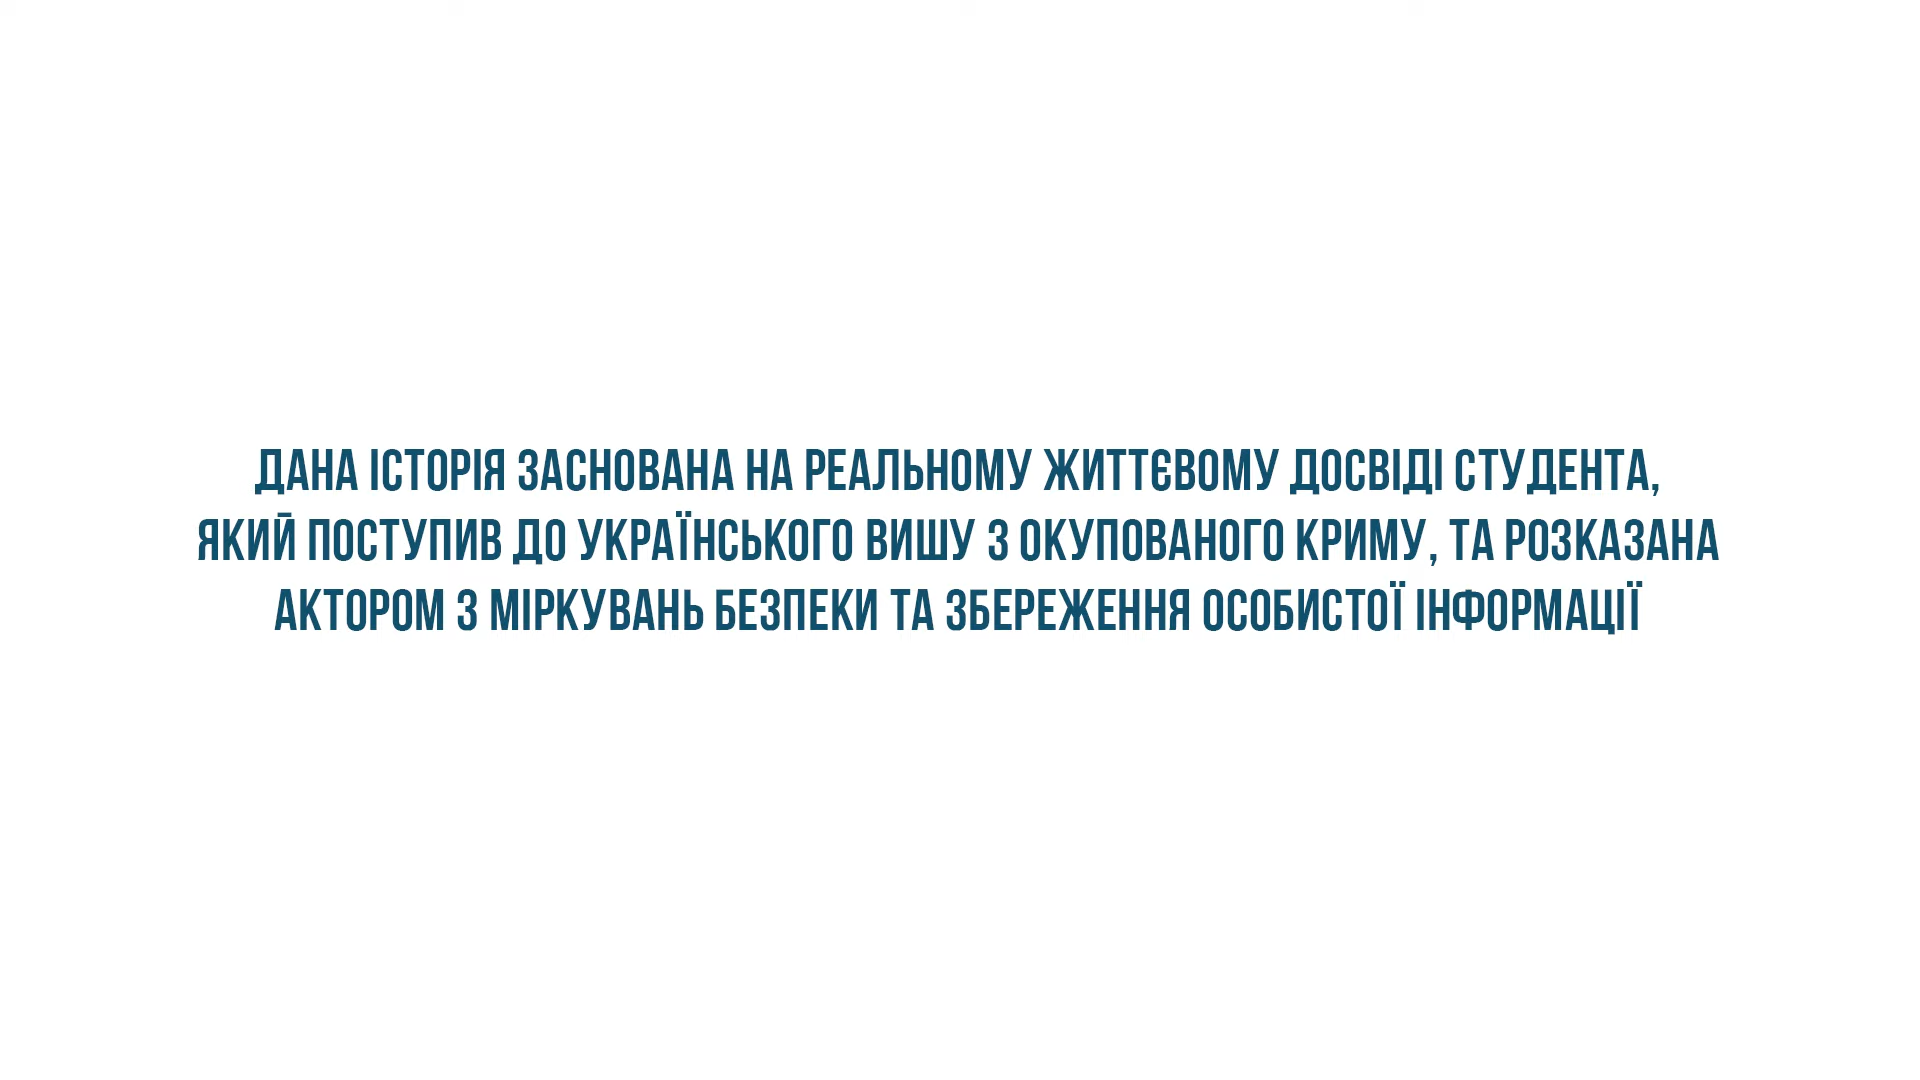 ДАНА ІСТОРІЯ ЗАСНОВАНА НА РЕАЛЬНОМУ ЖИТТЄВОМУ ДОСВІДІ СТУДЕНТА,
ЯКИЙ ПОСТУПИВ ДО УКРАЇНСЬКОГО ВИШУ З ОКУПОВАНОГО КРИМУ, ТА РОЗКАЗАНА
АКТОРОМ З МІРКУВАНЬ БЕЗПЕКИ ТА ЗБЕРЕЖЕННЯ ОСОБИСТОЇ ІНФОРМАЦІЇ